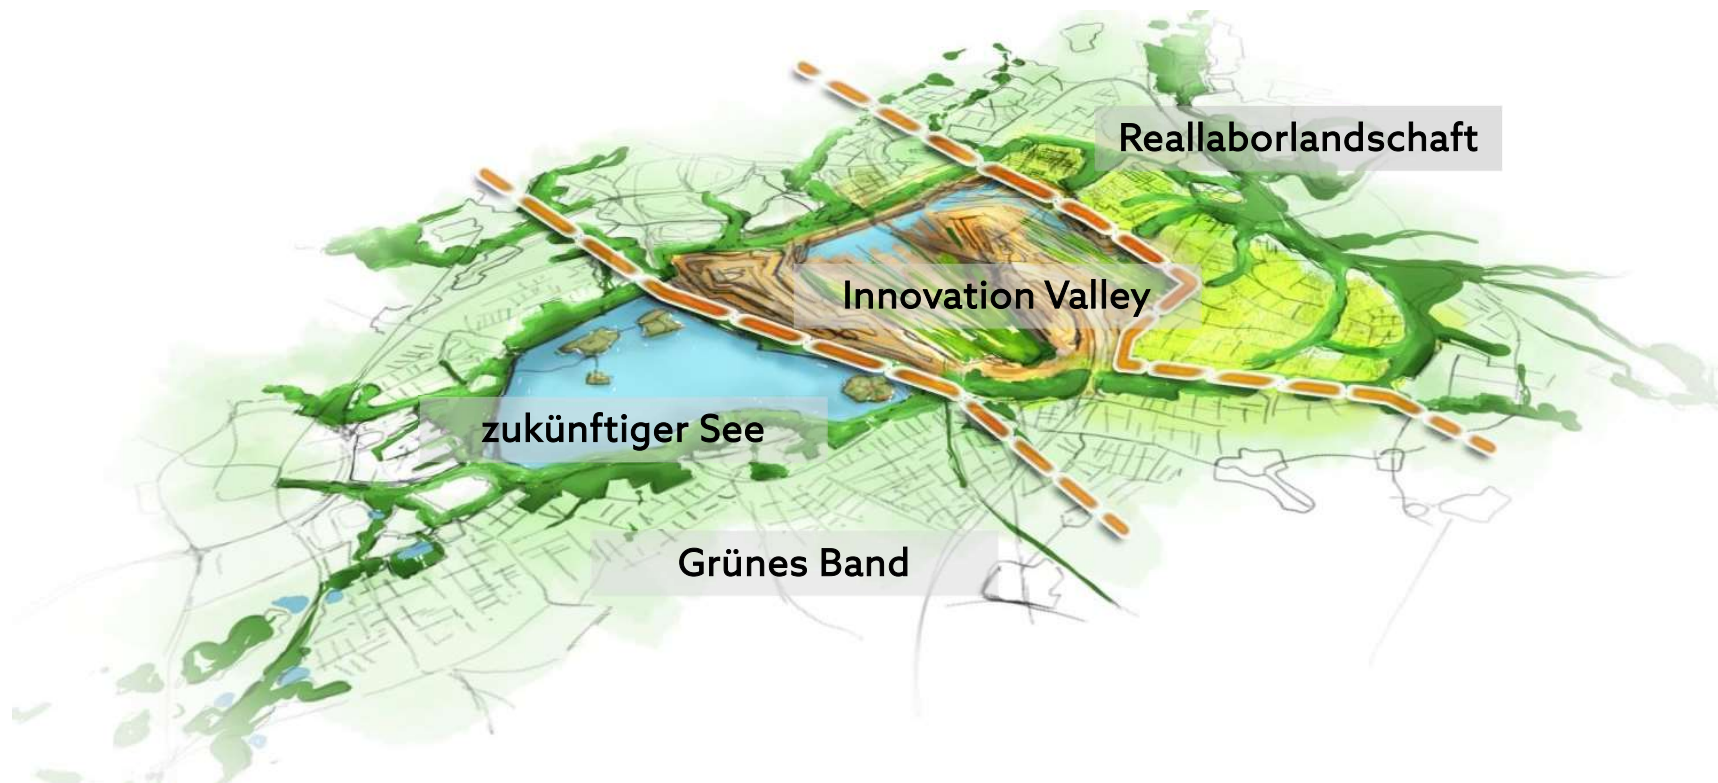 Reallaborlandschaft
Innovation Valley
zukünftiger See
Grünes Band